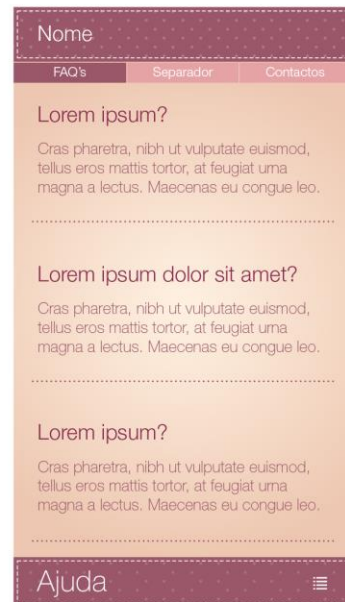 Nome
FAQ's Separador Contactos
Lorem ipsum?
Cras pharetra, nibh ut vulputate euismod,
tellus eros mattis tortor, at feugiat urna
magna a lectus. Maecenas eu congue leo.
Lorem ipsum dolor sit amet?
Cras pharetra, nibh ut vulputate euismod,
tellus eros mattis tortor, at feugiat urna
magna a lectus. Maecenas eu congue leo.
Lorem ipsum?
Cras pharetra, nibh ut vulputate euismod,
tellus eros mattis tortor, at feugiat urna
magna a lectus. Maecenas eu congue leo.
Ajuda